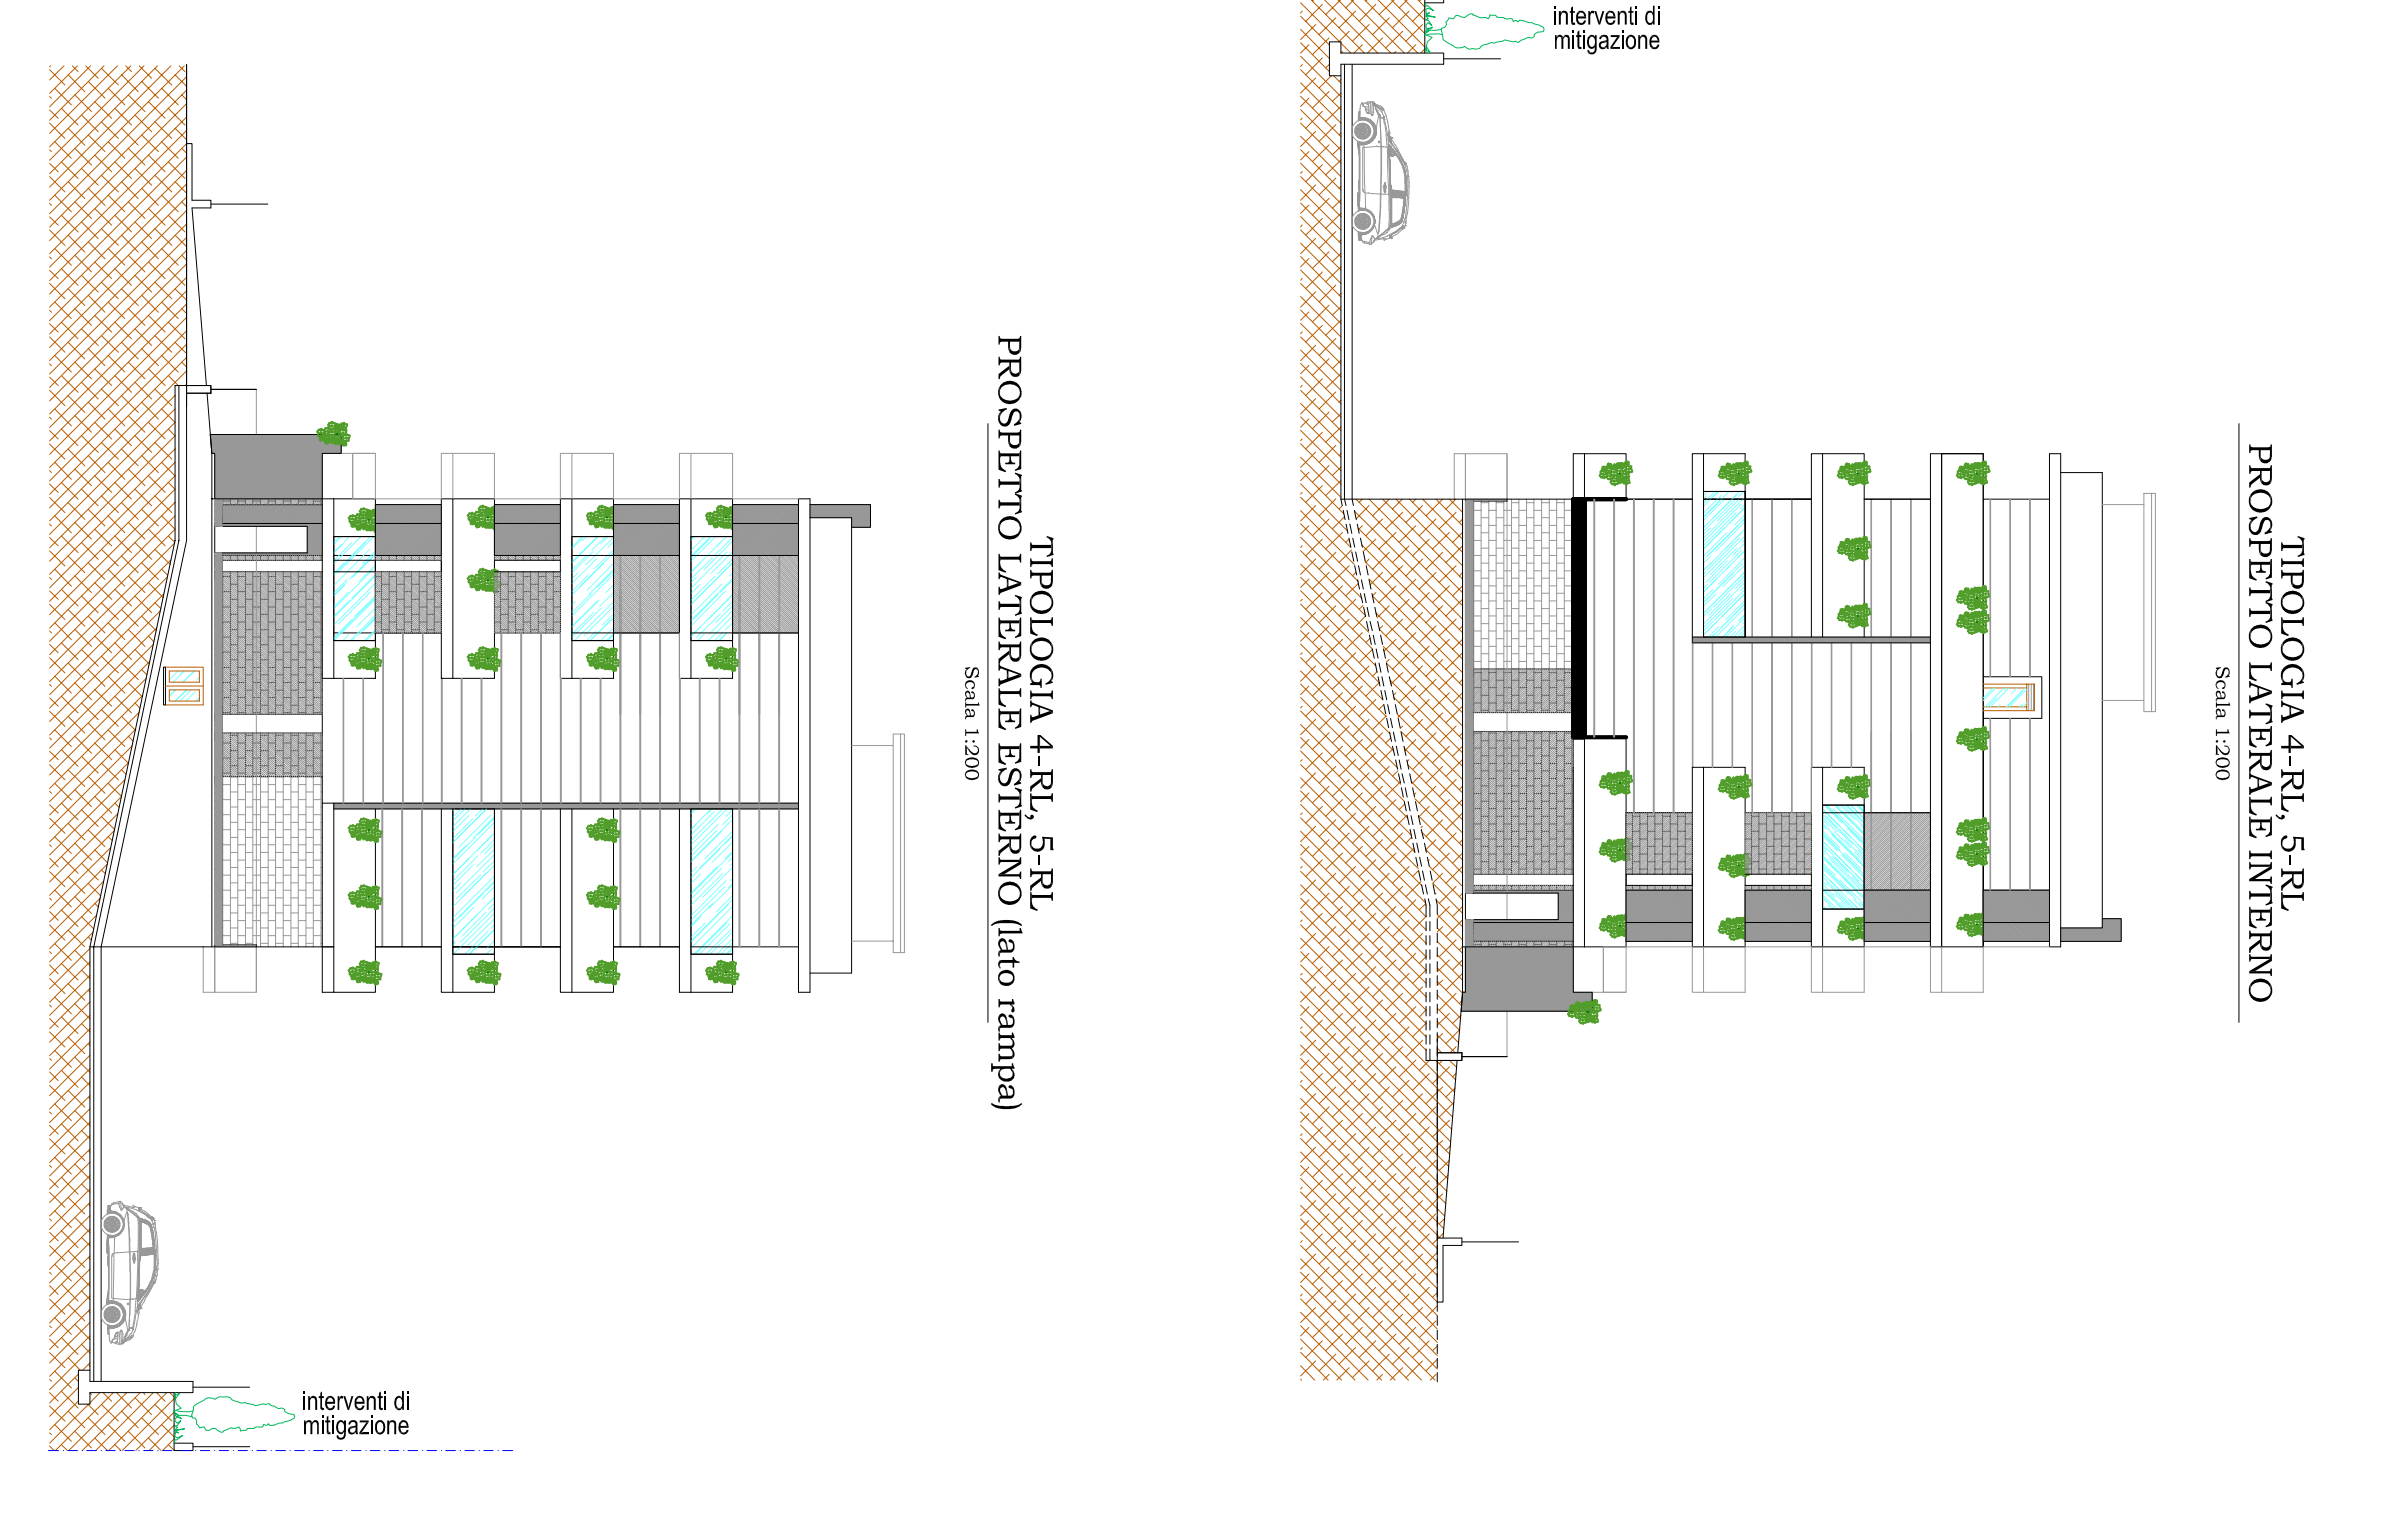 interventi di
mitigazione
TIPOLOGIA 4-RL, 5-RL
PROSPETTO LATERALE INTERNO
Scala 1:200
TIPOLOGIA 4-RL, 5-RL
PROSPETTO LATERALE ESTERNO (lato rampa)
Scala 1:200
interventi di
mitigazione